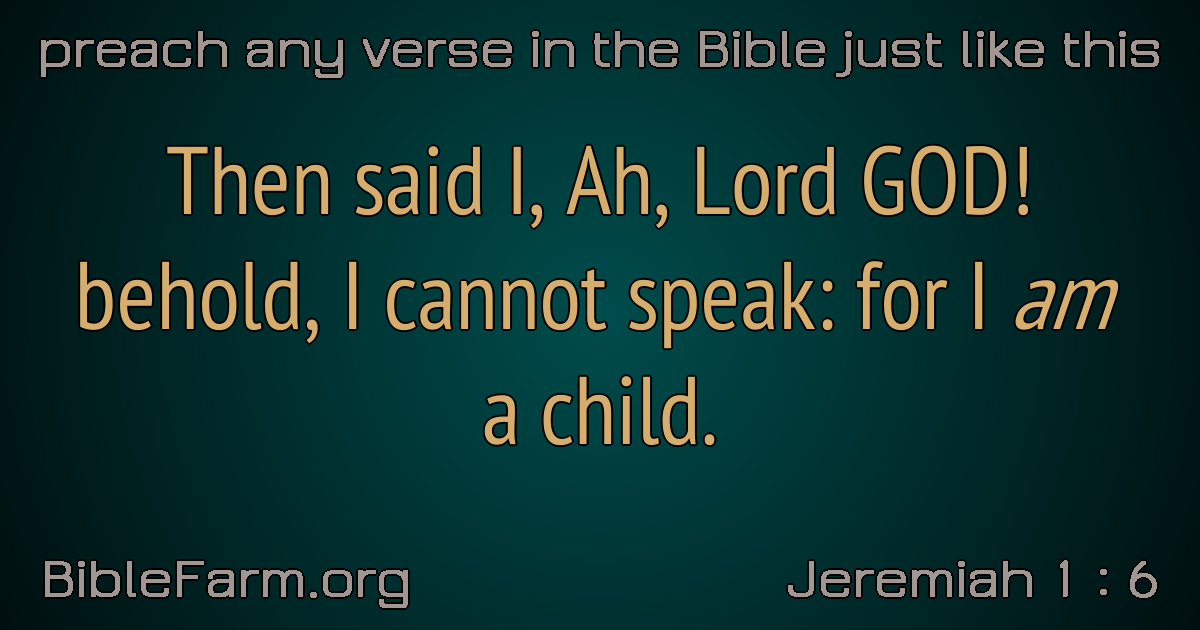 preach any verse in the Bible just like this
Then said I, Ah, Lord GOD!
behold, I cannot speak: for I am
a child.
BibleFarm.org
Jeremiah 1 : 6